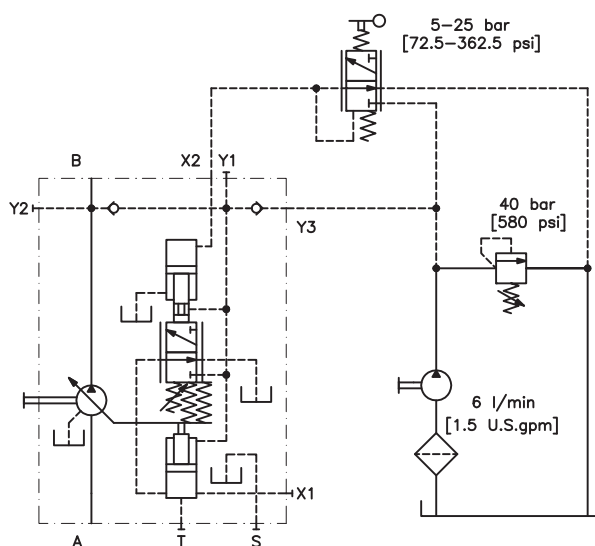 5-25 bar
[72.5-362.5 psi]
B
X2
Y1
Y2
Y3
40 bar
[580 psi]
6 l/min
[1.5 U.S.gpm]
X1
A
T
S